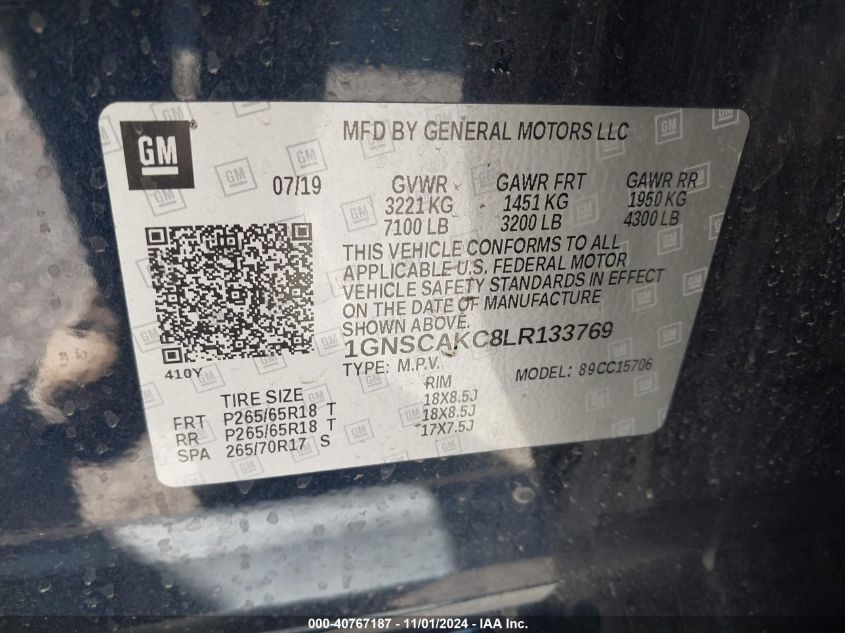 GM
®
MFD BY GENERAL MOTORS LLC
07/19
GVWR GAWR FRT GAWR RR
3221 KG 1451 KG 1950 KG
7100 LB 3200 LB 4300 LB
THIS VEHICLE CONFORMS TO ALL
APPLICABLE U.S. FEDERAL MOTOR
VEHICLE SAFETY STANDARDS IN EFFECT
ON THE DATE OF MANUFACTURE
SHOWN ABOVE.
1GNSCAKC8LR133769
TYPE: M.P.V. MODEL: 89CC15706
410Y
TIRE SIZE RIM
FRT P265/65R18 T 18X8.5J
RR P265/65R18 T 18X8.5J
SPA 265/70R17 S 17X7.5J
000-40767187 - 11/01/2024 - IAA Inc.